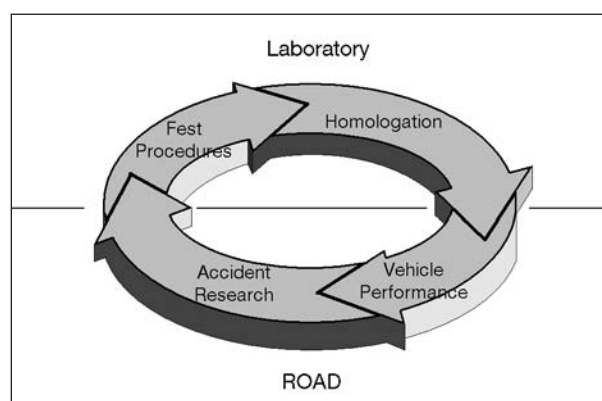 Laboratory
Fest
Procedures
Homologation
Accident
Research
Vehicle
Performance
ROAD